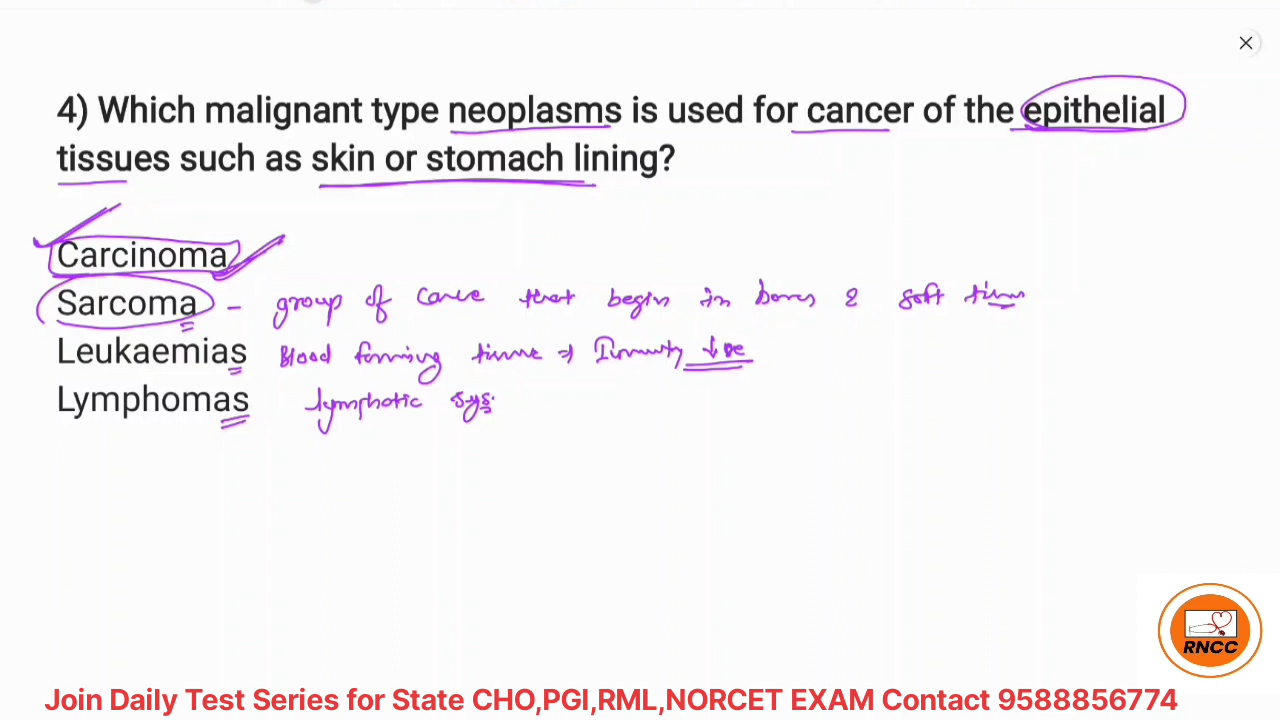 4) Which malignant type neoplasms is used for cancer of the epithelial
tissues such as skin or stomach lining?
Carcinoma
Sarcoma - group of that begin in bones & soft tissue
Leukaemias Blood forming tissue → Immunity ↓
Lymphomas lymphatic sys.
RNCC
Join Daily Test Series for State CHO,PGI,RML,NORCET EXAM Contact 9588856774